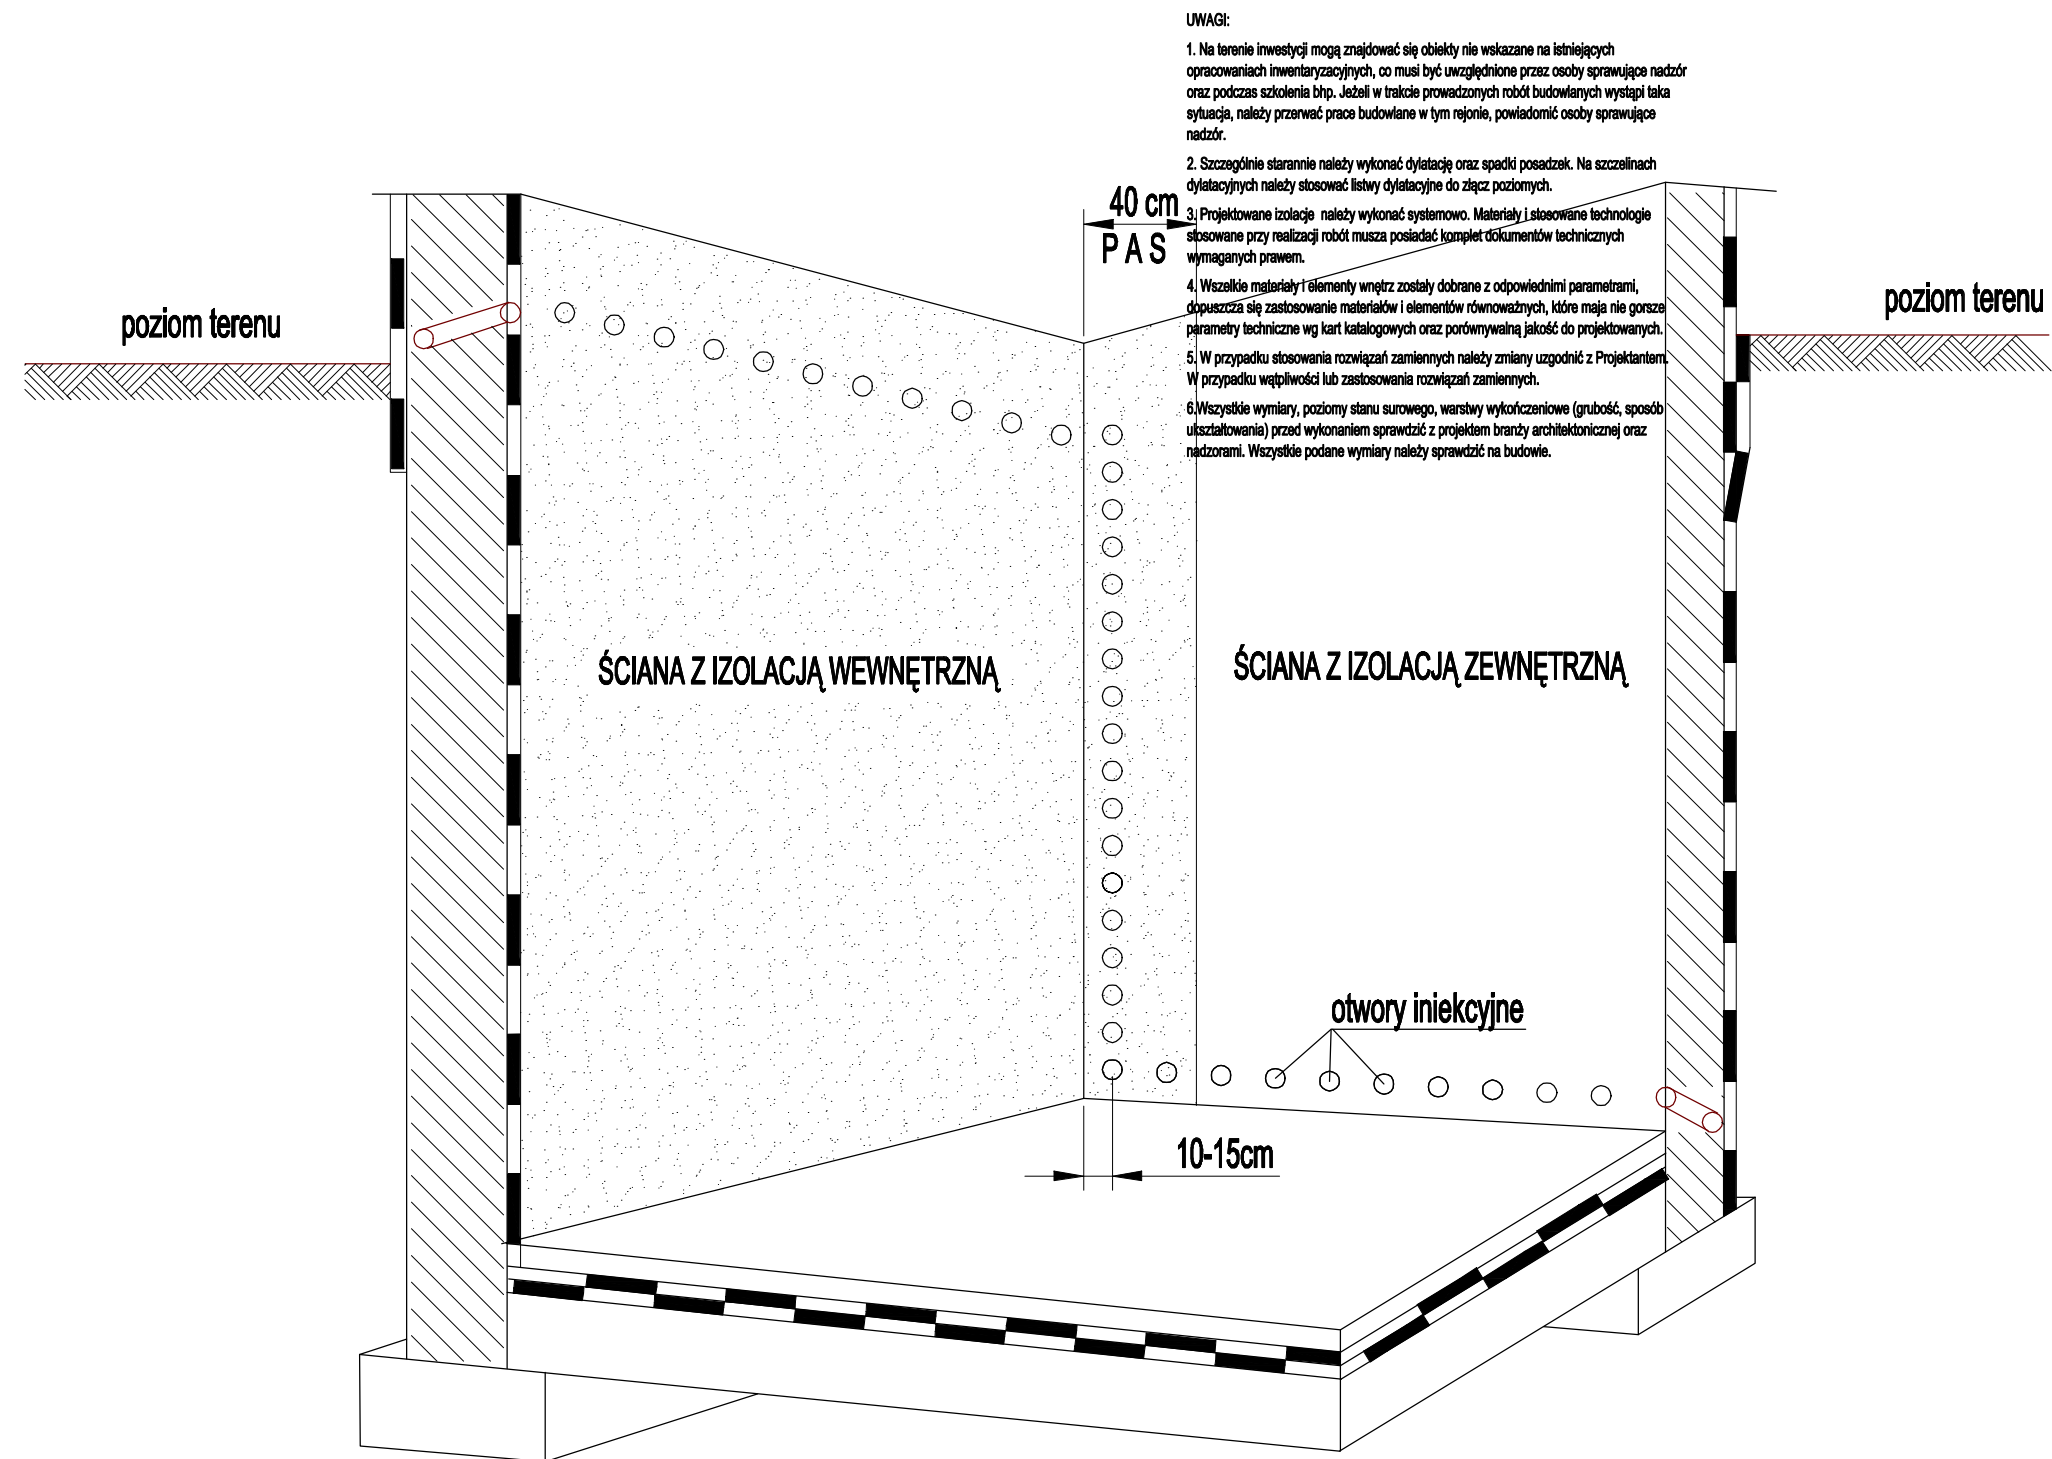 UWAGI:
1. Na terenie inwestycji mogą znajdować się obiekty nie wskazane na istniejących
opracowaniach inwentaryzacyjnych, co musi być uwzględnione przez osoby sprawujące nadzór
oraz podczas szkolenia bhp. Jeżeli w trakcie prowadzonych robót budowlanych wystąpi taka
sytuacja, należy przerwać prace budowlane w tym rejonie, powiadomić osoby sprawujące
nadzór.
2. Szczególnie starannie należy wykonać dylatację oraz spadki posadzek. Na szczelinach
dylatacyjnych należy stosować listwy dylatacyjne do złącz poziomych.
3. Projektowane izolacje należy wykonać systemowo. Materiały i stosowane technologie
stosowane przy realizacji robót musza posiadać komplet dokumentów technicznych
wymaganych prawem.
4. Wszelkie materiały i elementy wnętrz zostały dobrane z odpowiednimi parametrami,
dopuszcza się zastosowanie materiałów i elementów równoważnych, które maja nie gorsze
parametry techniczne wg kart katalogowych oraz porównywalną jakość do projektowanych.
5. W przypadku stosowania rozwiązań zamiennych należy zmiany uzgodnić z Projektantem.
W przypadku wątpliwości lub zastosowania rozwiązań zamiennych.
6.Wszystkie wymiary, poziomy stanu surowego, warstwy wykończeniowe (grubość, sposób
ukształtowania) przed wykonaniem sprawdzić z projektem branży architektonicznej oraz
nadzorami. Wszystkie podane wymiary należy sprawdzić na budowie.
40 cm
P A S
poziom terenu
poziom terenu
ŚCIANA Z IZOLACJĄ WEWNĘTRZNĄ
ŚCIANA Z IZOLACJĄ ZEWNĘTRZNĄ
otwory iniekcyjne
10-15cm